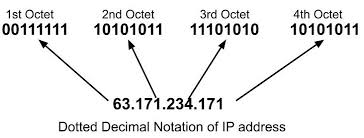 1st Octet 2nd Octet 3rd Octet 4th Octet
00111111 10101011 11101010 10101011
63.171.234.171
Dotted Decimal Notation of IP address